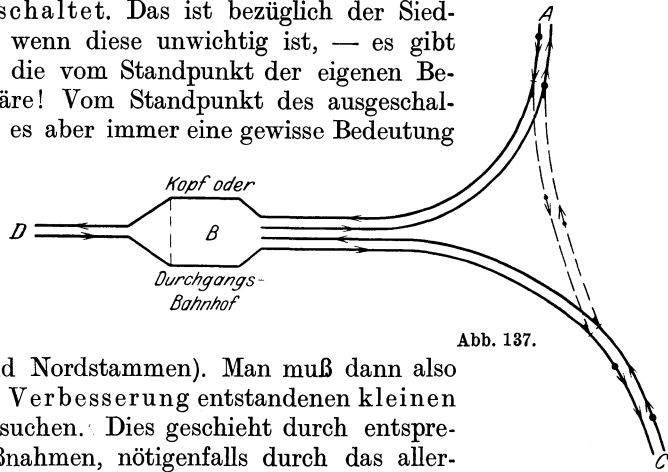 schaltet. Das ist bezüglich der Sied-
wenn diese unwichtig ist, — es gibt
die vom Standpunkt der eigenen Be-
äre! Vom Standpunkt des ausgeschal-
es aber immer eine gewisse Bedeutung
A
Kopf oder
D
B
Durchgangs-
Bahnhof
Abb. 137.
d Nordstammen). Man muß dann also
Verbesserung entstandenen kleinen
suchen. Dies geschieht durch entspre-
ßnahmen, nötigenfalls durch das aller-
C